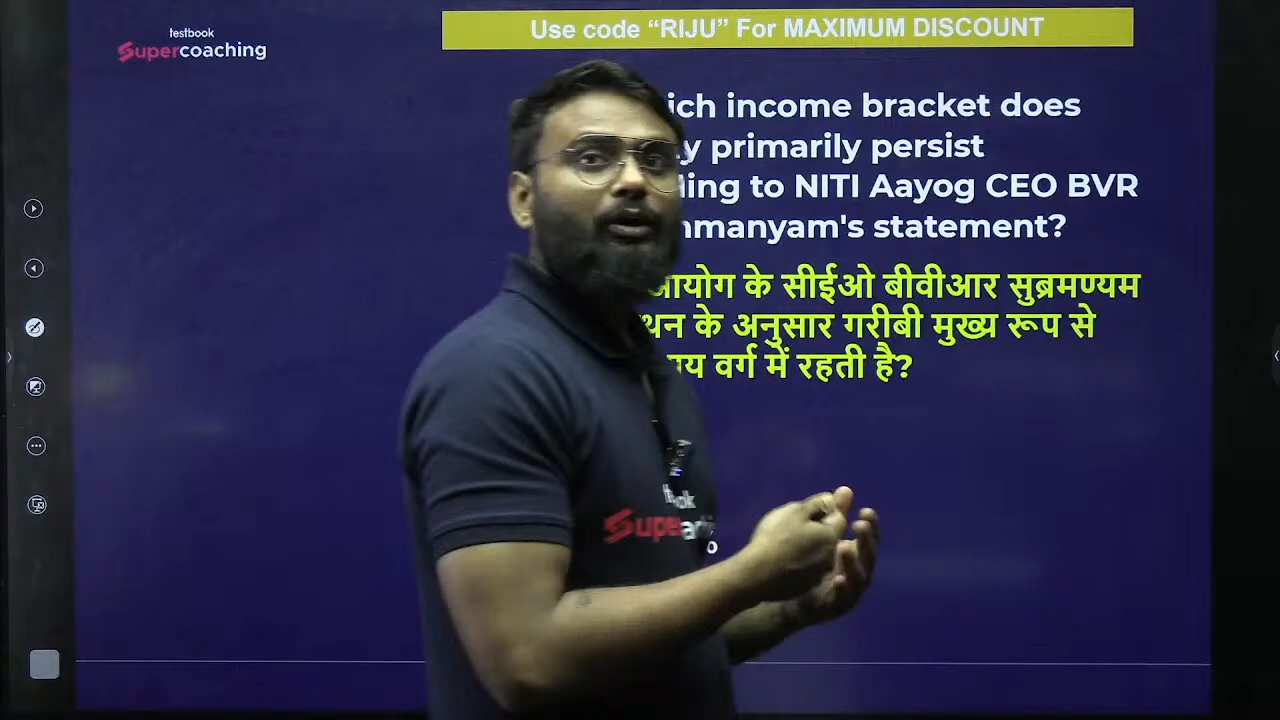 testbook
Supercoaching
Use code “RIJU” For MAXIMUM DISCOUNT
ich income bracket does
y primarily persist
ding to NITI Aayog CEO BVR
hmanyam's statement?
आयोग के सीईओ बीवीआर सुब्रमण्यम
थन के अनुसार गरीबी मुख्य रूप से
वर्ग में रहती है?